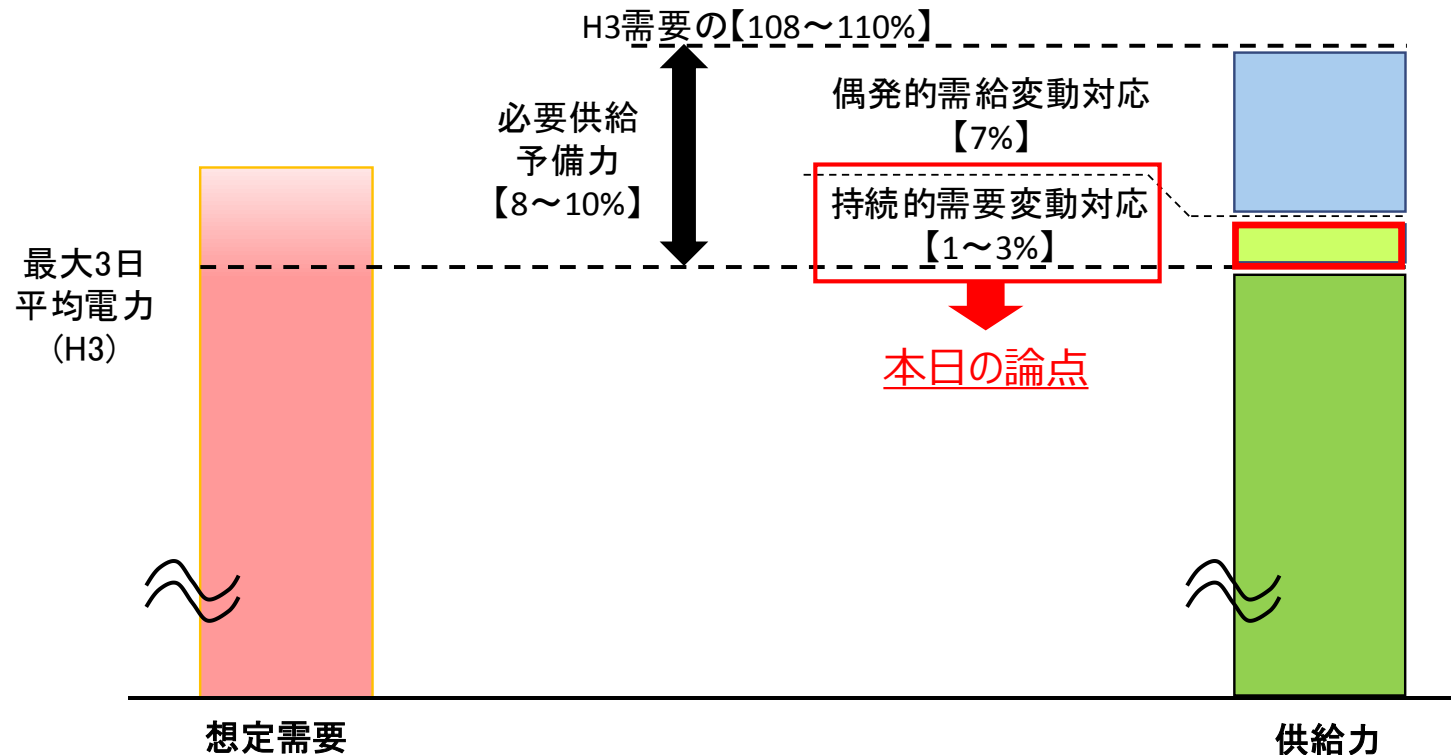 H3需要の【108～110%】
必要供給
予備力
【8～10%】
偶発的需給変動対応
【7%】
持続的需要変動対応
【1～3%】
最大3日
平均電力
(H3)
本日の論点
想定需要
供給力